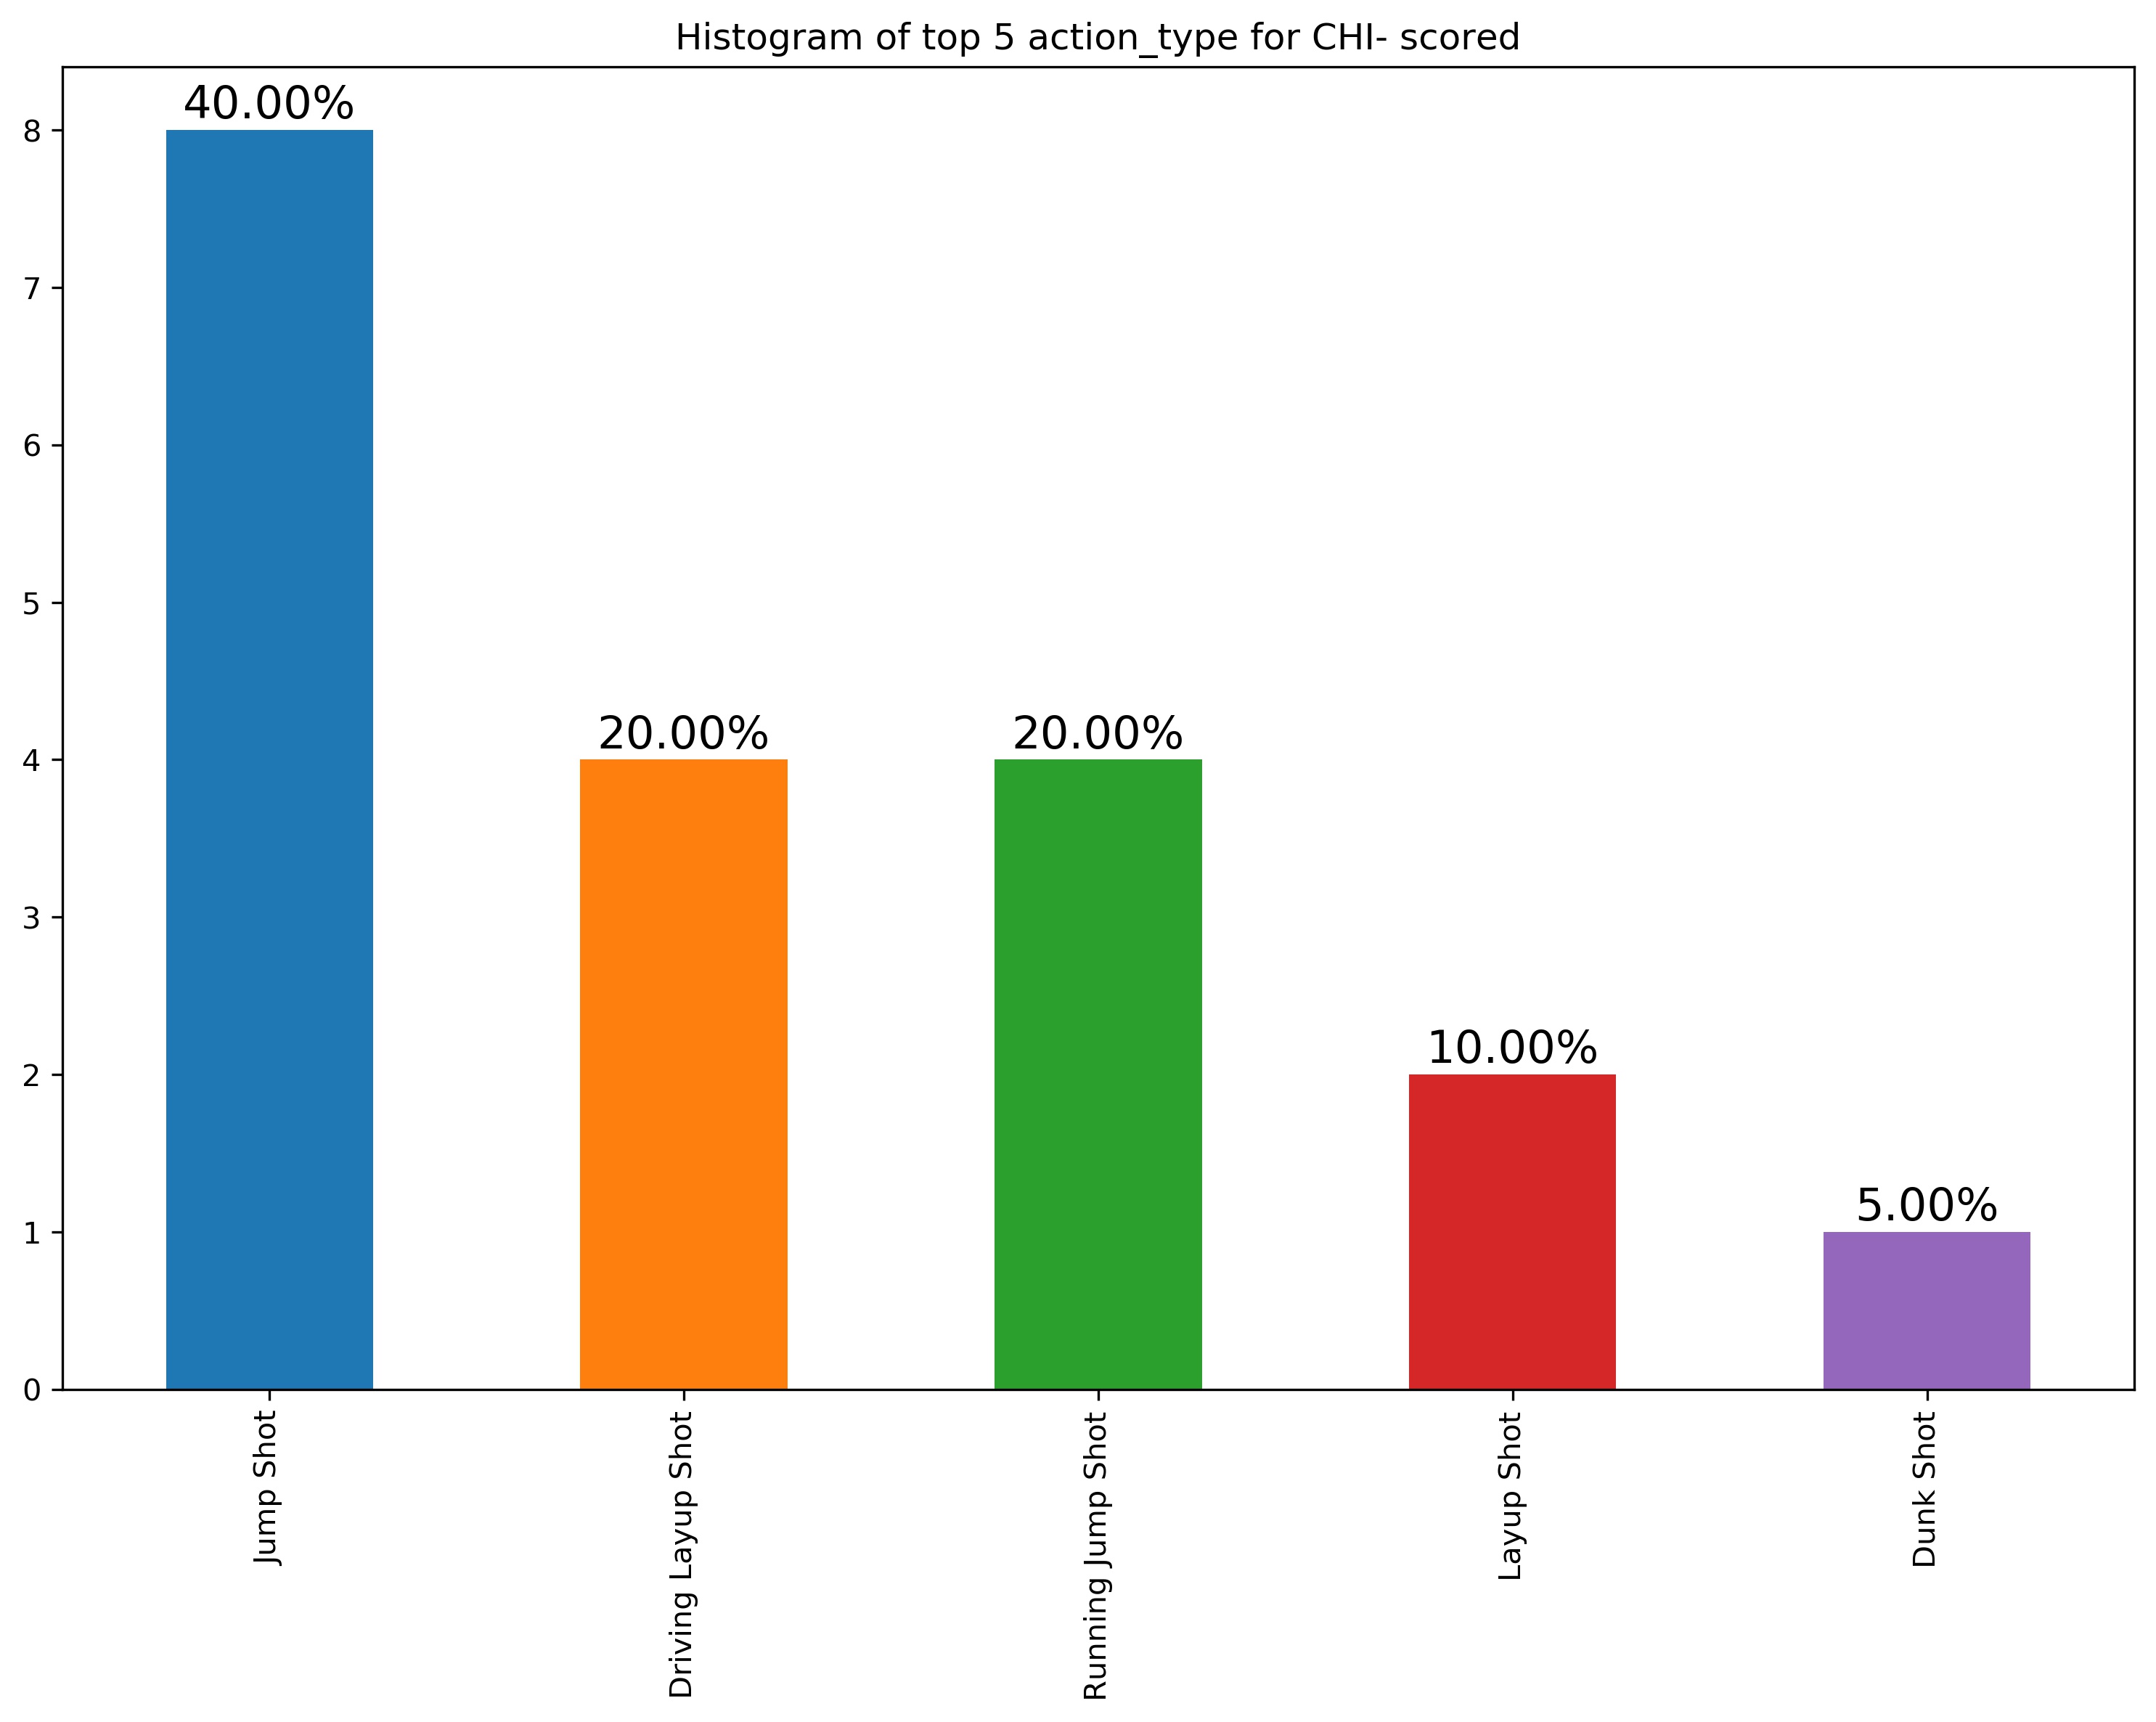 Histogram of top 5 action_type for CHI- scored
40.00%
20.00%
20.00%
10.00%
5.00%
8
7
6
5
4
3
2
1
0
Jump Shot
Driving Layup Shot
Running Jump Shot
Layup Shot
Dunk Shot